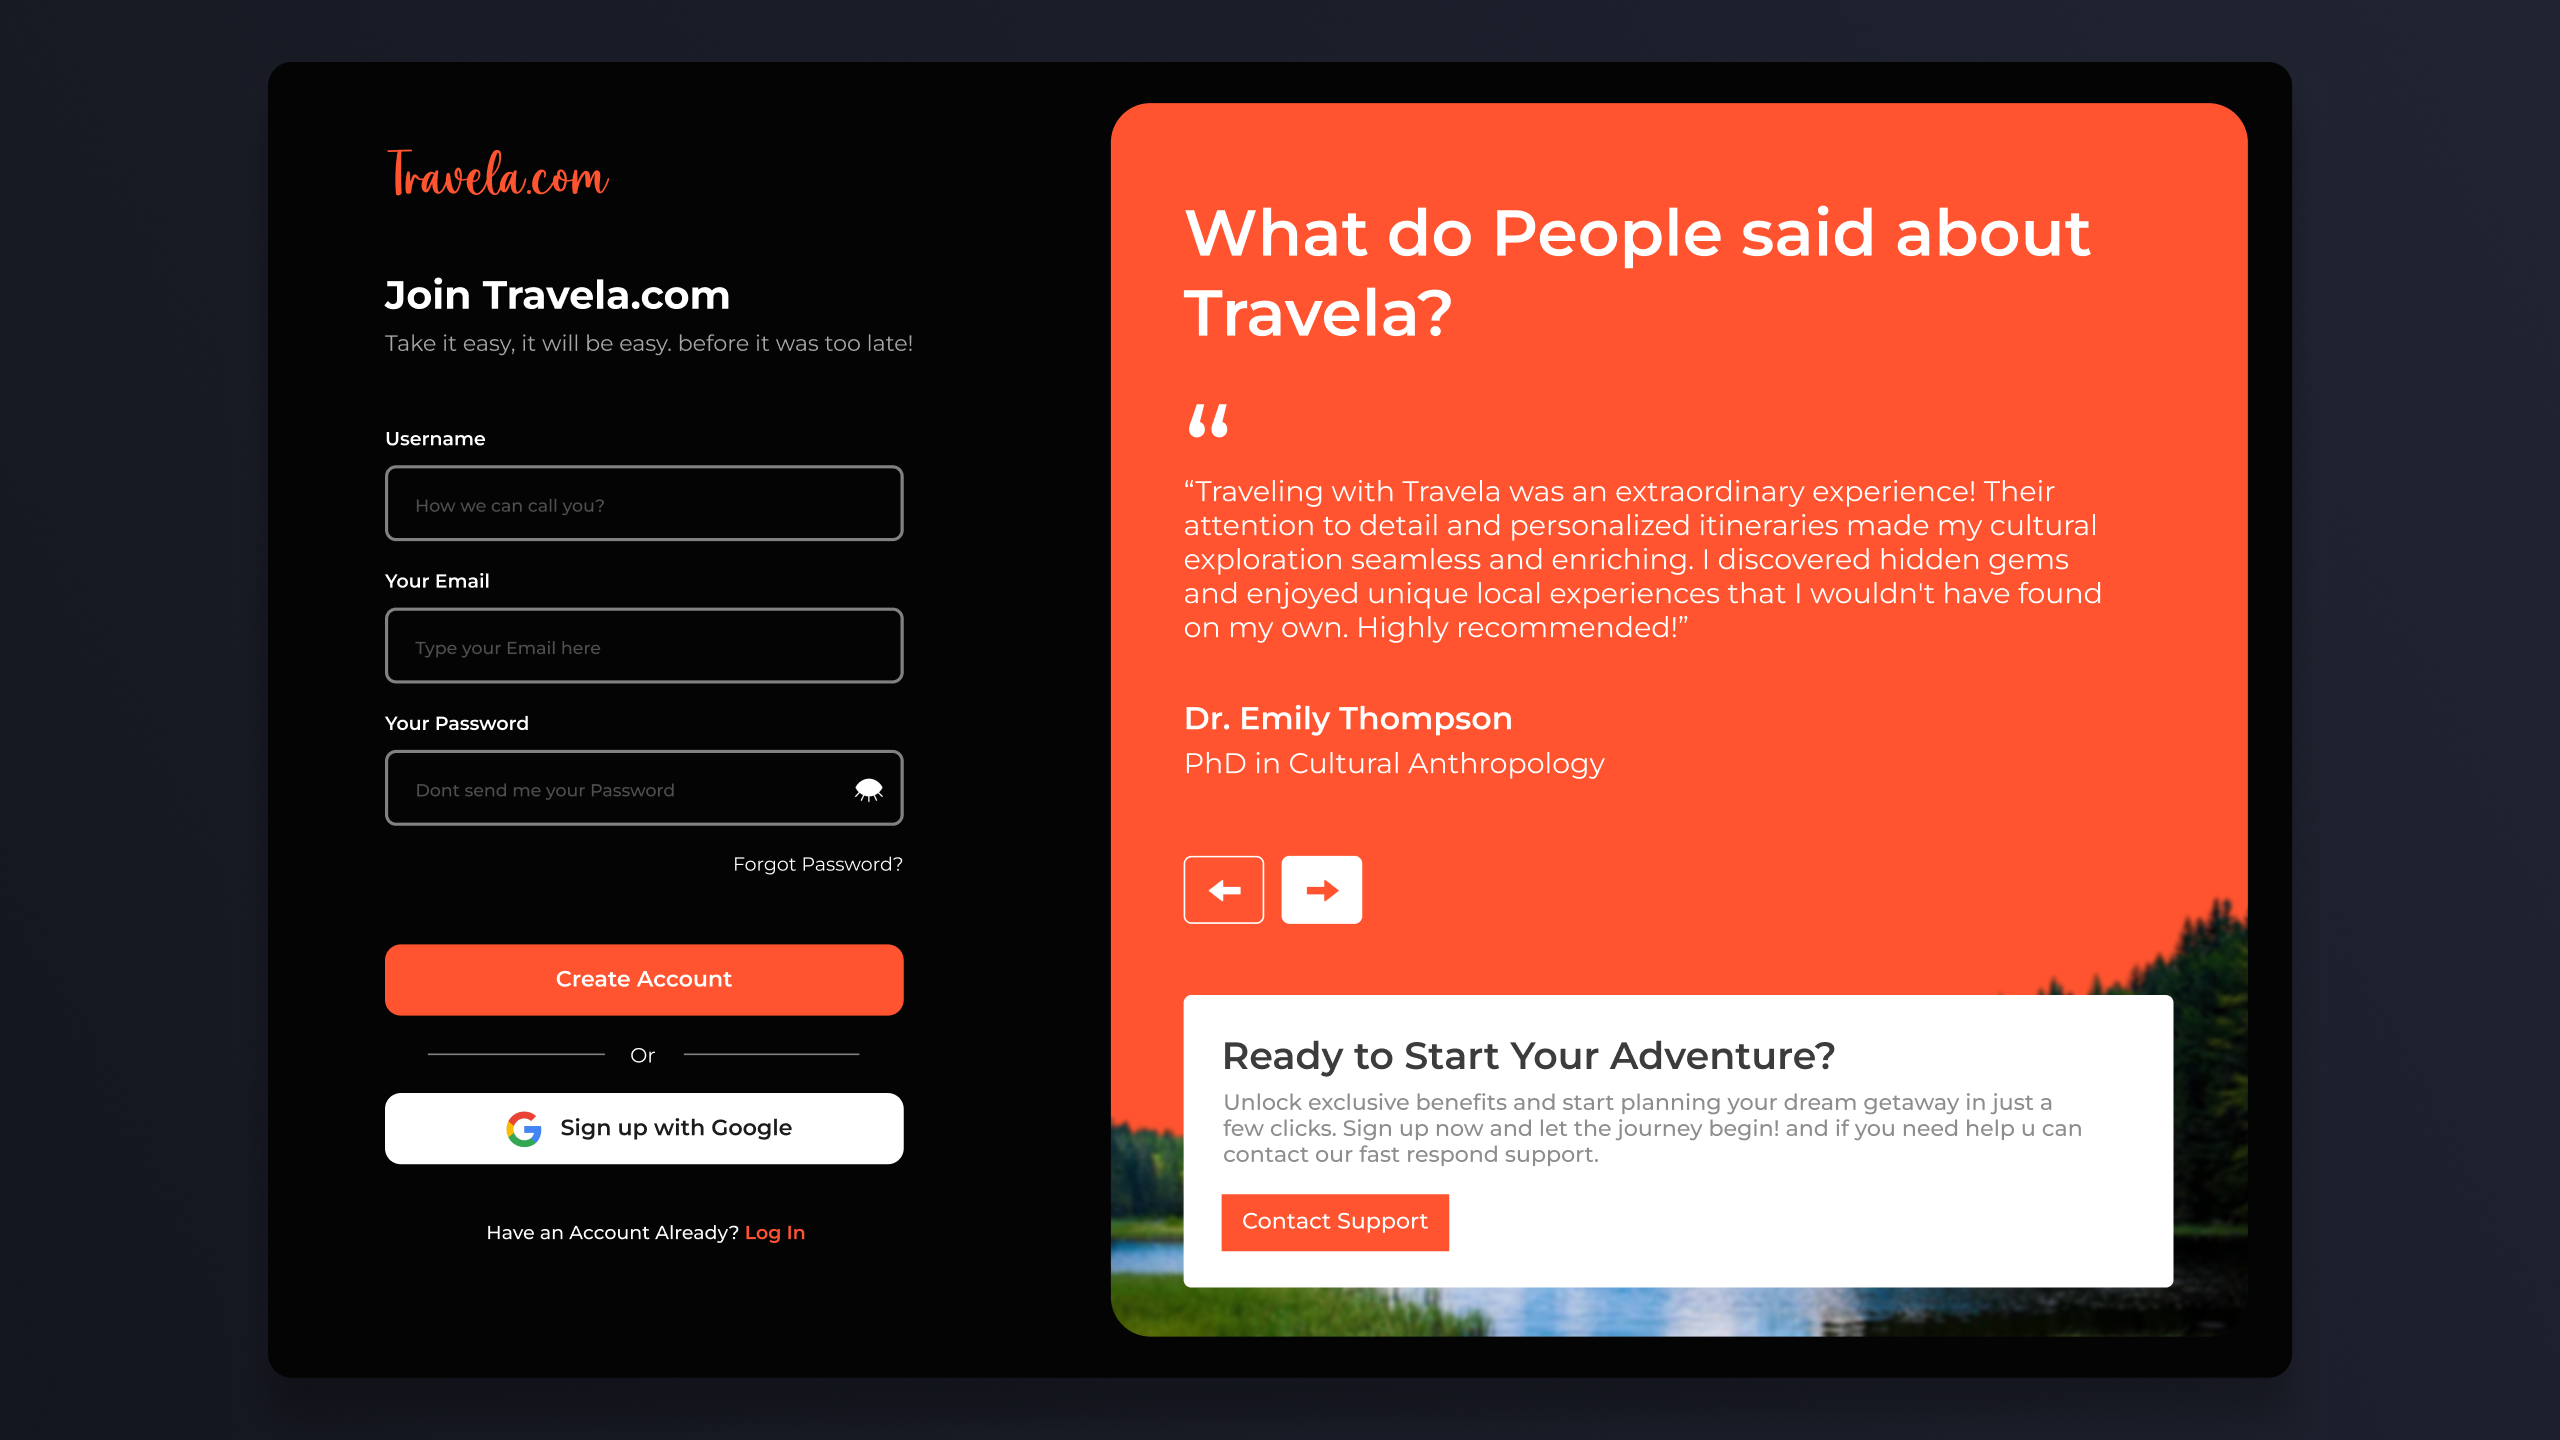 Travela.com
Join Travela.com
Take it easy, it will be easy. before it was too late!
Username
How we can call you?
Your Email
Type your Email here
Your Password
Dont send me your Password
Forgot Password?
Create Account
Or
Sign up with Google
Have an Account Already? Log In
What do People said about
Travela?
“
“Traveling with Travela was an extraordinary experience! Their
attention to detail and personalized itineraries made my cultural
exploration seamless and enriching. I discovered hidden gems
and enjoyed unique local experiences that I wouldn't have found
on my own. Highly recommended!”
Dr. Emily Thompson
PhD in Cultural Anthropology
Ready to Start Your Adventure?
Unlock exclusive benefits and start planning your dream getaway in just a
few clicks. Sign up now and let the journey begin! and if you need help u can
contact our fast respond support.
Contact Support